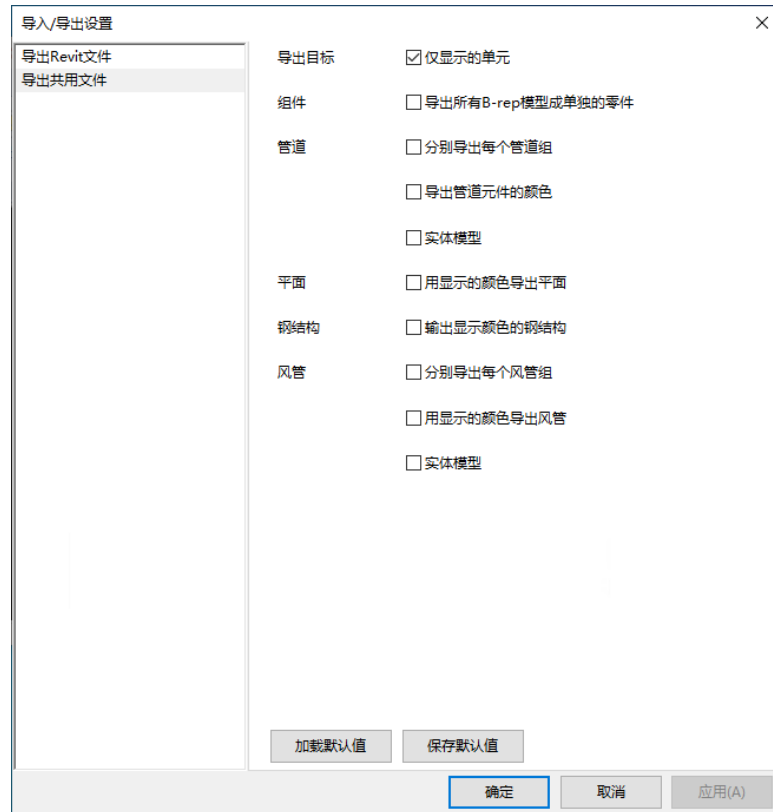 导入/导出设置
导出Revit文件
导出共用文件
导出目标 仅显示的单元
组件 导出所有B-rep模型成单独的零件
管道 分别导出每个管道组
导出管道元件的颜色
实体模型
平面 用显示的颜色导出平面
钢结构 输出显示颜色的钢结构
风管 分别导出每个风管组
用显示的颜色导出风管
实体模型
加载默认值 保存默认值
确定 取消 应用(A)